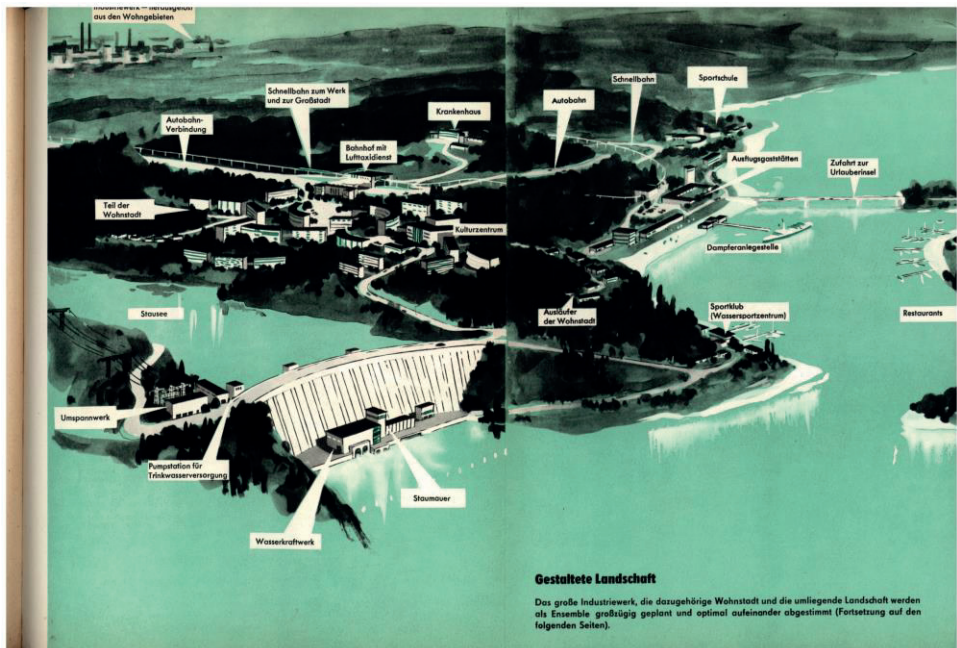 Industriewerk — herausgelöst
aus den Wohngebieten
Schnellbahn zum Werk
und zur Großstadt
Autobahn-
Verbindung
Bahnhof mit
Lufttaxidienst
Krankenhaus
Autobahn
Schnellbahn
Sportschule
Ausflugsgaststätten
Zufahrt zur
Urlauberinsel
Teil der
Wohnstadt
Kulturzentrum
Dampferanlegestelle
Stausee
Ausläufer
der Wohnstadt
Sportklub
(Wassersportzentrum)
Restaurants
Umspannwerk
Pumpstation für
Trinkwasserversorgung
Staumauer
Wasserkraftwerk
Gestaltete Landschaft
Das große Industriewerk, die dazugehörige Wohnstadt und die umliegende Landschaft werden
als Ensemble großzügig geplant und optimal aufeinander abgestimmt (Fortsetzung auf den
folgenden Seiten).